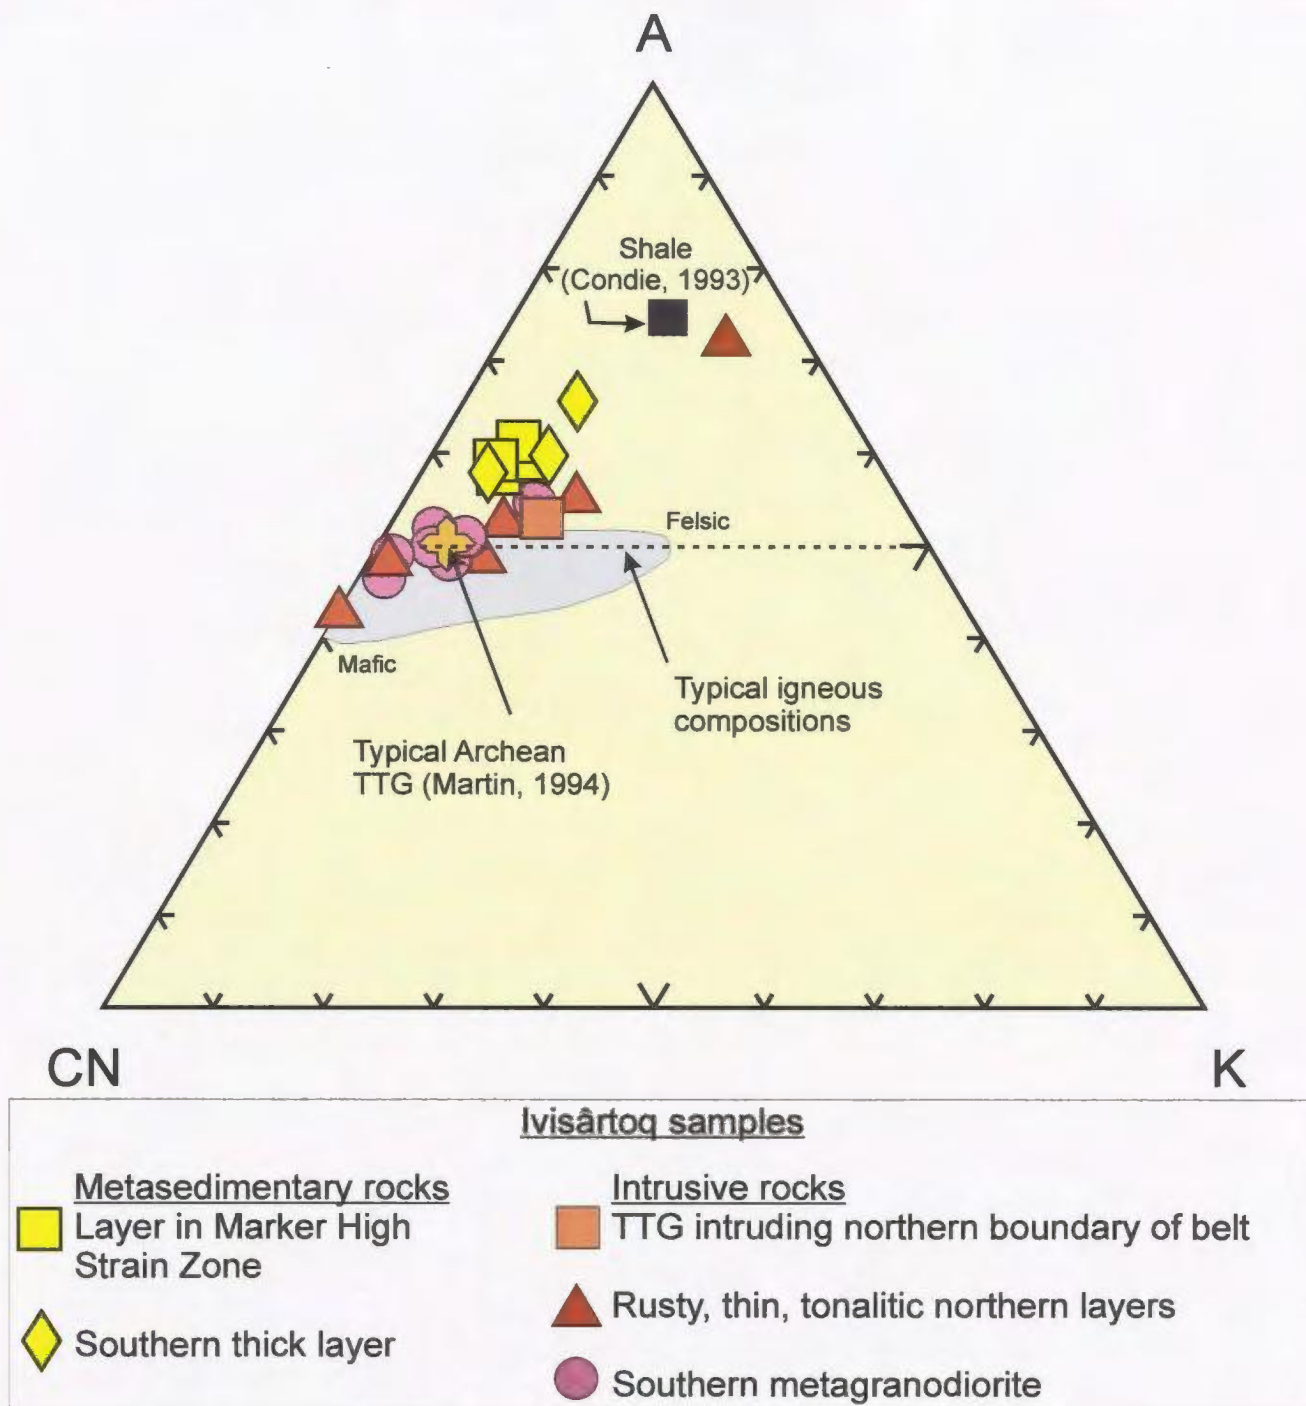 A
Shale
(Condie, 1993)
Felsic
Mafic
Typical igneous
compositions
Typical Archean
TTG (Martin, 1994)
CN
K
Ivisârtoq samples
Metasedimentary rocks
Layer in Marker High
Strain Zone
Southern thick layer
Intrusive rocks
TTG intruding northern boundary of belt
Rusty, thin, tonalitic northern layers
Southern metagranodiorite